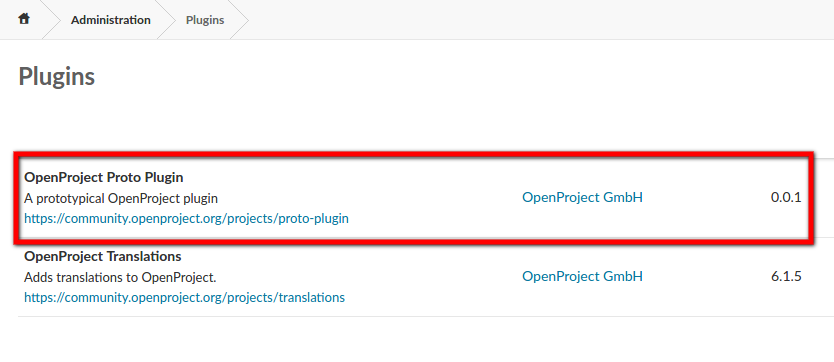 Administration Plugins
Plugins
OpenProject Proto Plugin
A prototypical OpenProject plugin
https://community.openproject.org/projects/proto-plugin
OpenProject GmbH
0.0.1
OpenProject Translations
Adds translations to OpenProject.
https://community.openproject.org/projects/translations
OpenProject GmbH
6.1.5